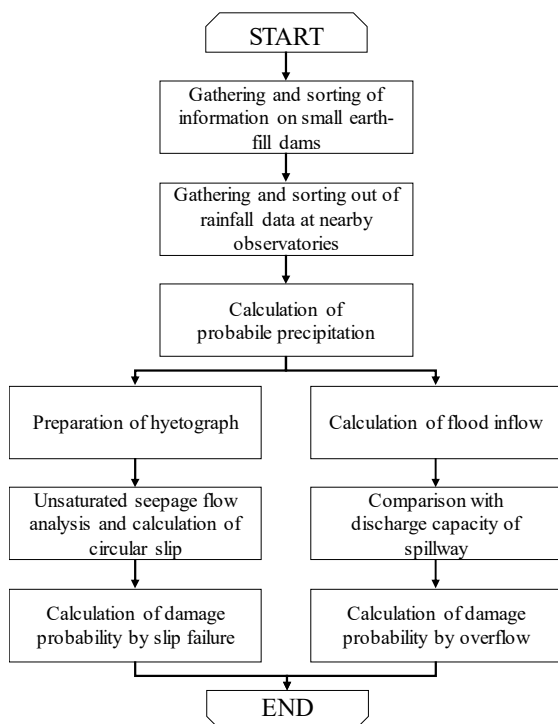 START
Gathering and sorting of
information on small earth-
fill dams
Gathering and sorting out of
rainfall data at nearby
observatories
Calculation of
probabile precipitation
Preparation of hyetograph
Calculation of flood inflow
Unsaturated seepage flow
analysis and calculation of
circular slip
Comparison with
discharge capacity of
spillway
Calculation of damage
probability by slip failure
Calculation of damage
probability by overflow
END